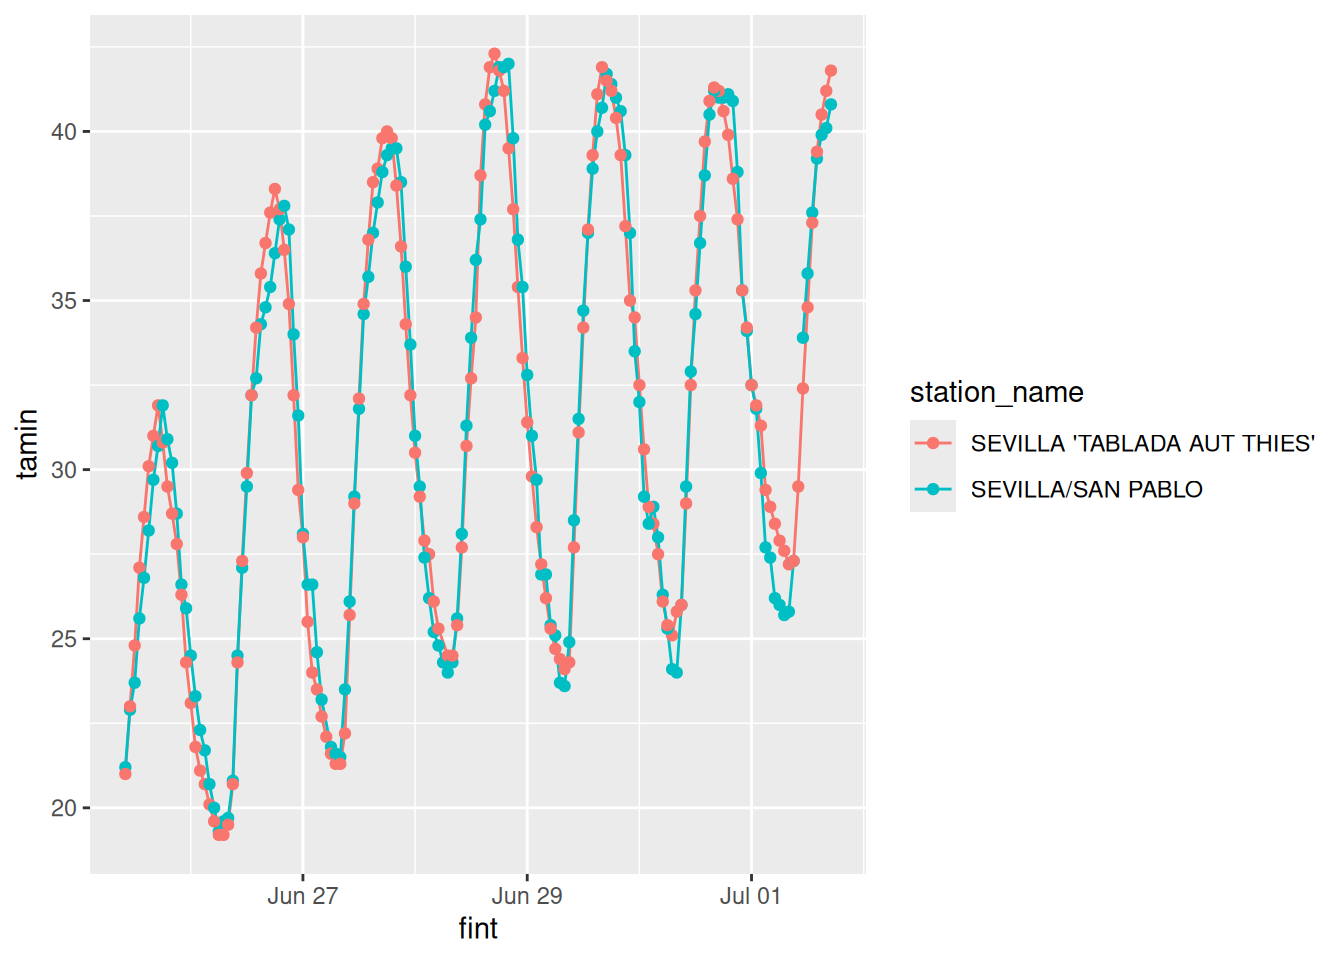 40
35
30
25
20
tamin
Jun 27
Jun 29
Jul 01
fint
station_name
SEVILLA 'TABLADA AUT THIES'
SEVILLA/SAN PABLO